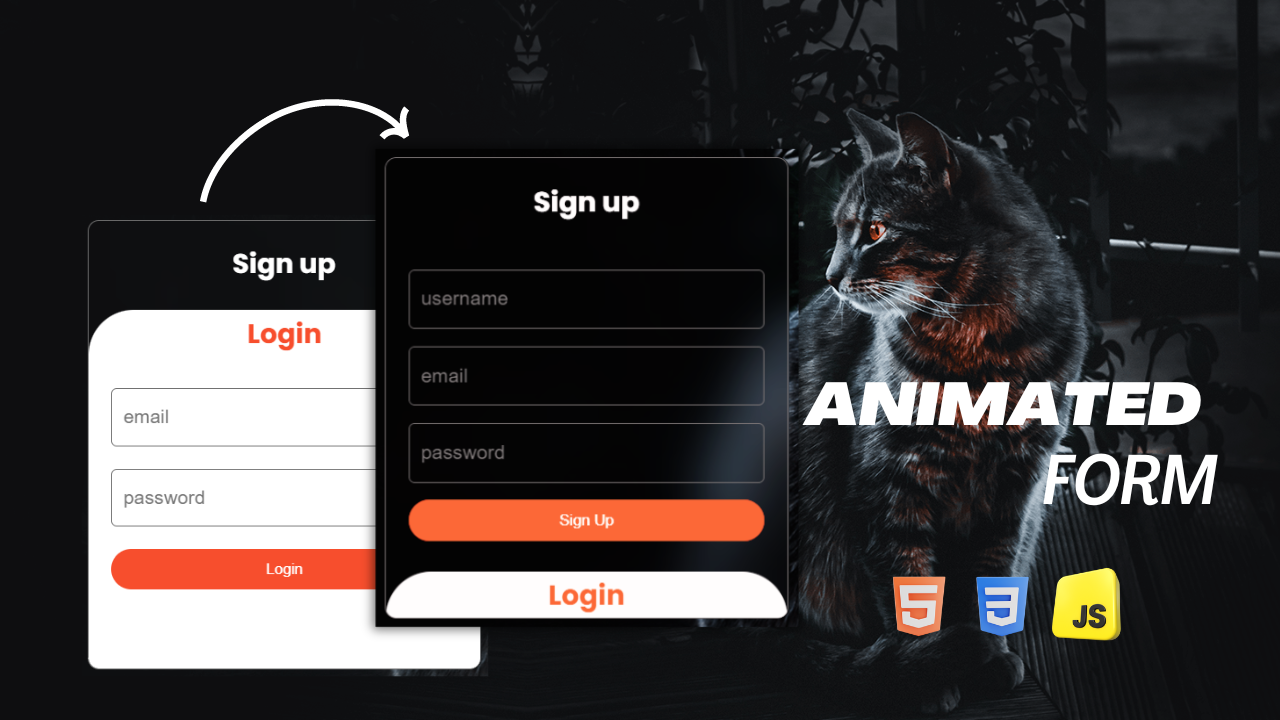 Sign up
Login
email
password
Login
Sign up
username
email
password
Sign Up
Login
ANIMATED
FORM
5
3
JS